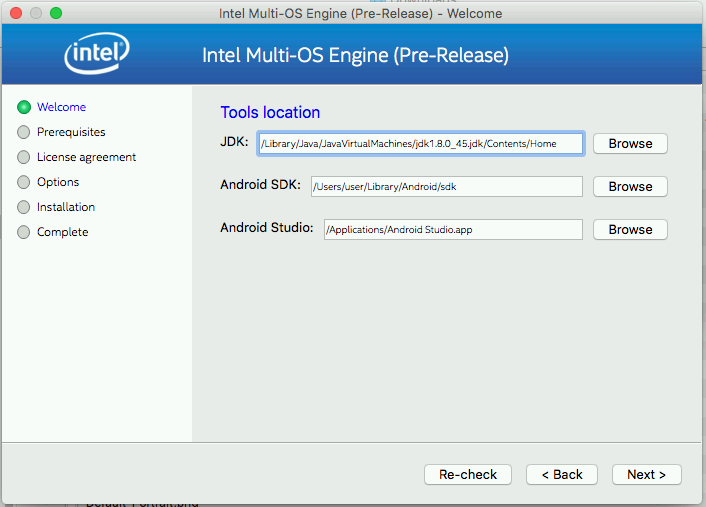 Intel Multi-OS Engine (Pre-Release) - Welcome
intel
Intel Multi-OS Engine (Pre-Release)
Welcome
Prerequisites
License agreement
Options
Installation
Complete
Tools location
JDK: /Library/Java/JavaVirtualMachines/jdk1.8.0_45.jdk/Contents/Home Browse
Android SDK: /Users/user/Library/Android/sdk Browse
Android Studio: /Applications/Android Studio.app Browse
Re-check < Back Next >